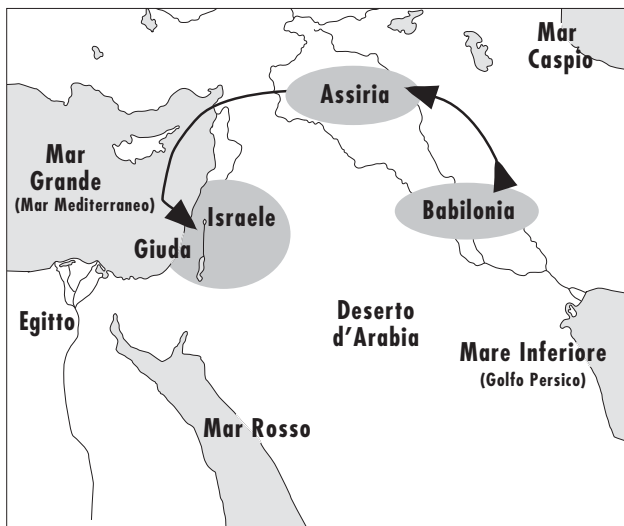 Mar
Caspio
Assiria
Mar
Grande
(Mar Mediterraneo)
Babilonia
Israele
Giuda
Egitto
Deserto
d'Arabia
Mare Inferiore
(Golfo Persico)
Mar Rosso